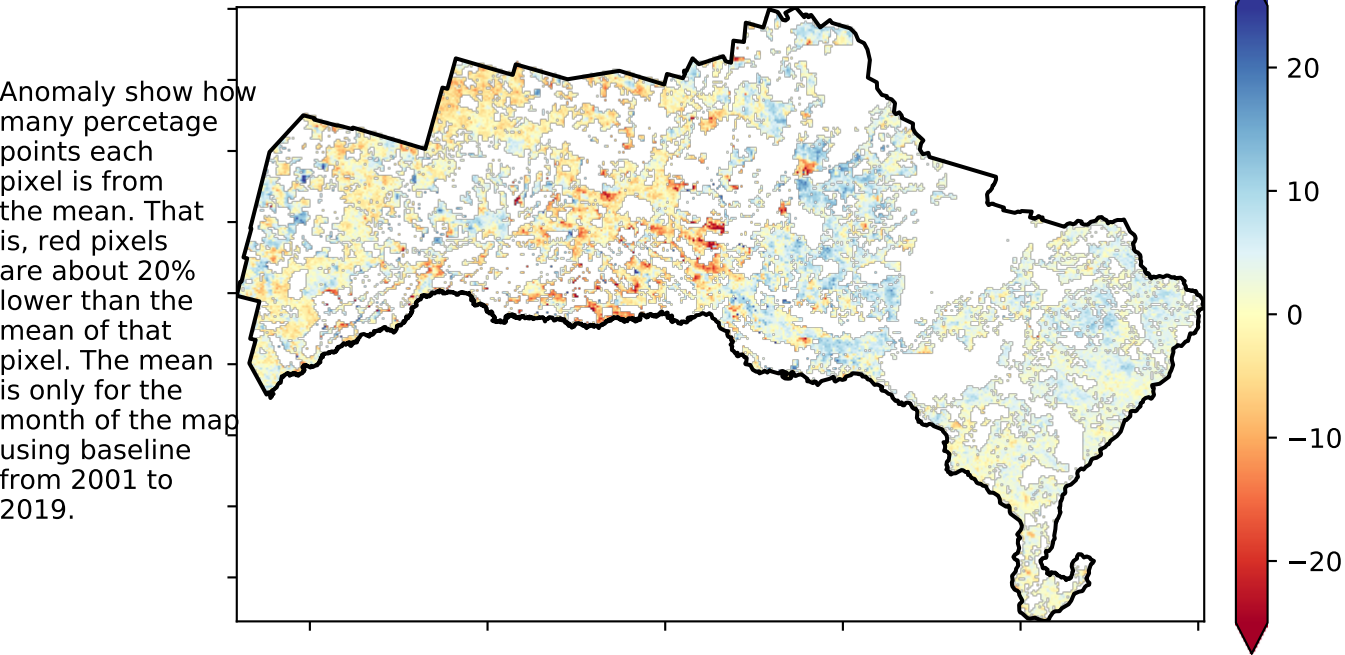 Anomaly show how
many percetage
points each
pixel is from
the mean. That
is, red pixels
are about 20%
lower than the
mean of that
pixel. The mean
is only for the
month of the map
using baseline
from 2001 to
2019.
20
10
0
−10
−20